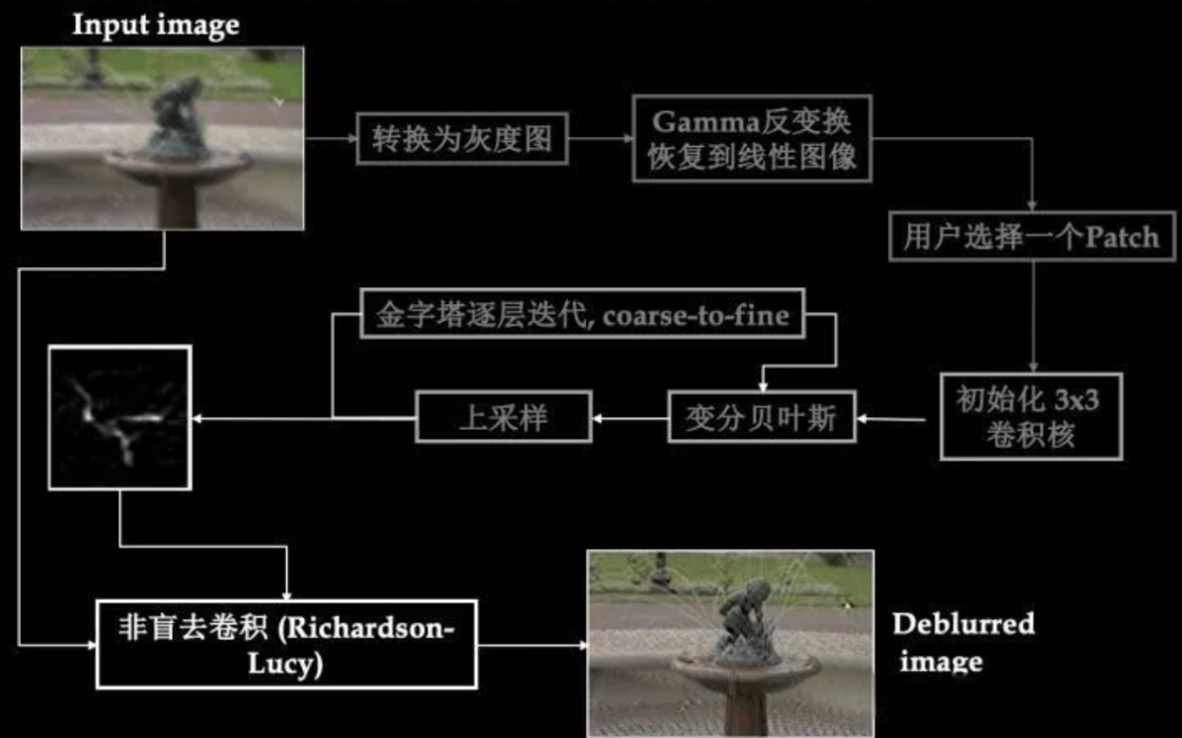 Input image
转换为灰度图
Gamma反变换
恢复到线性图像
用户选择一个Patch
金字塔逐层迭代, coarse-to-fine
初始化 3x3
卷积核
变分贝叶斯
上采样
非盲去卷积 (Richardson-
Lucy)
Deblurred
image